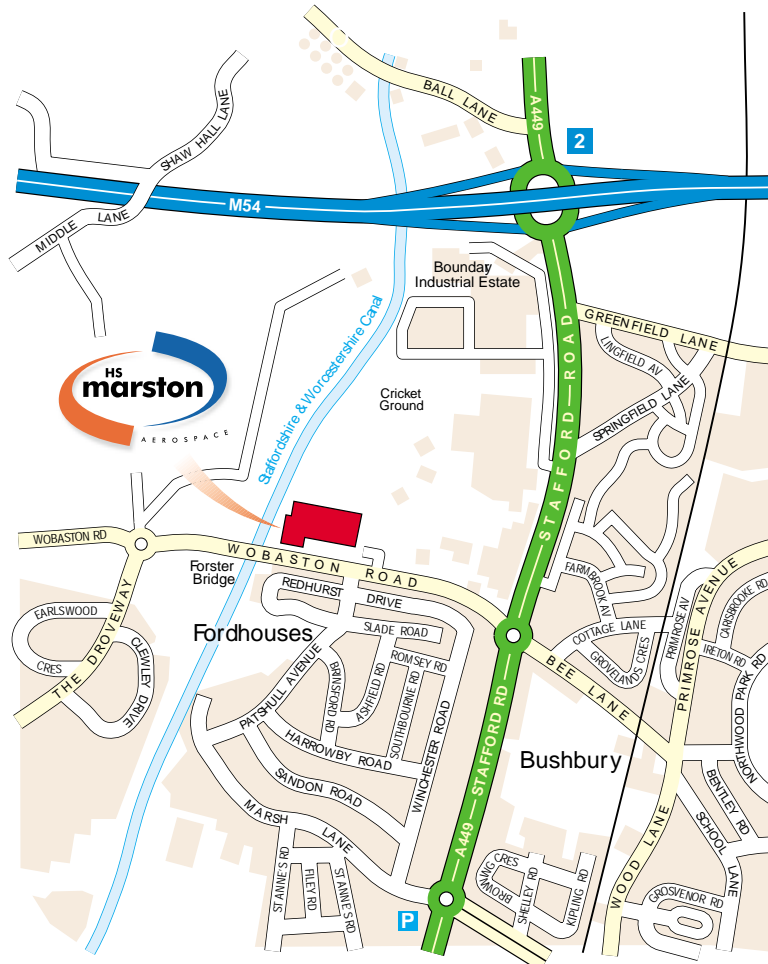 BALL LANE
A449
2
SHAW HALL LANE
M54
MIDDLE LANE
Boundary
Industrial Estate
GREENFIELD LANE
LINGFIELD AV
Staffordshire & Worcestershire Canal
HS
marston
AEROSPACE
Cricket
Ground
SPRINGFIELD LANE
STAFFORD ROAD
WOBASTON RD
WOBASTON ROAD
Forster
Bridge
REDHURST DRIVE
FARMBROOK AV
PRIMROSE AVENUE
CARISBROOKE RD
EARLSWOOD
CRES
Fordhouses
SLADE ROAD
COTTAGE LANE
PRIMROSE AV
THE DROVEWAY
CLEWLEY DRIVE
PATSHULL AVENUE
BRINSFORD RD
ASHFIELD RD
ROMSEY RD
SOUTHBOURNE RD
GROVELANDS CRES
IRETON RD
BEE LANE
NORTHWOOD PARK RD
HARROWBY ROAD
WINCHESTER ROAD
Bushbury
SANDON ROAD
A449 STAFFORD RD
BENTLEY RD
MARSH LANE
SCHOOL LANE
WOOD LANE
ST ANNE'S RD
FILEY RD
ST ANNE'S RD
BROWNING CRES
SHELLEY RD
KIPLING RD
GROSVENOR RD
P